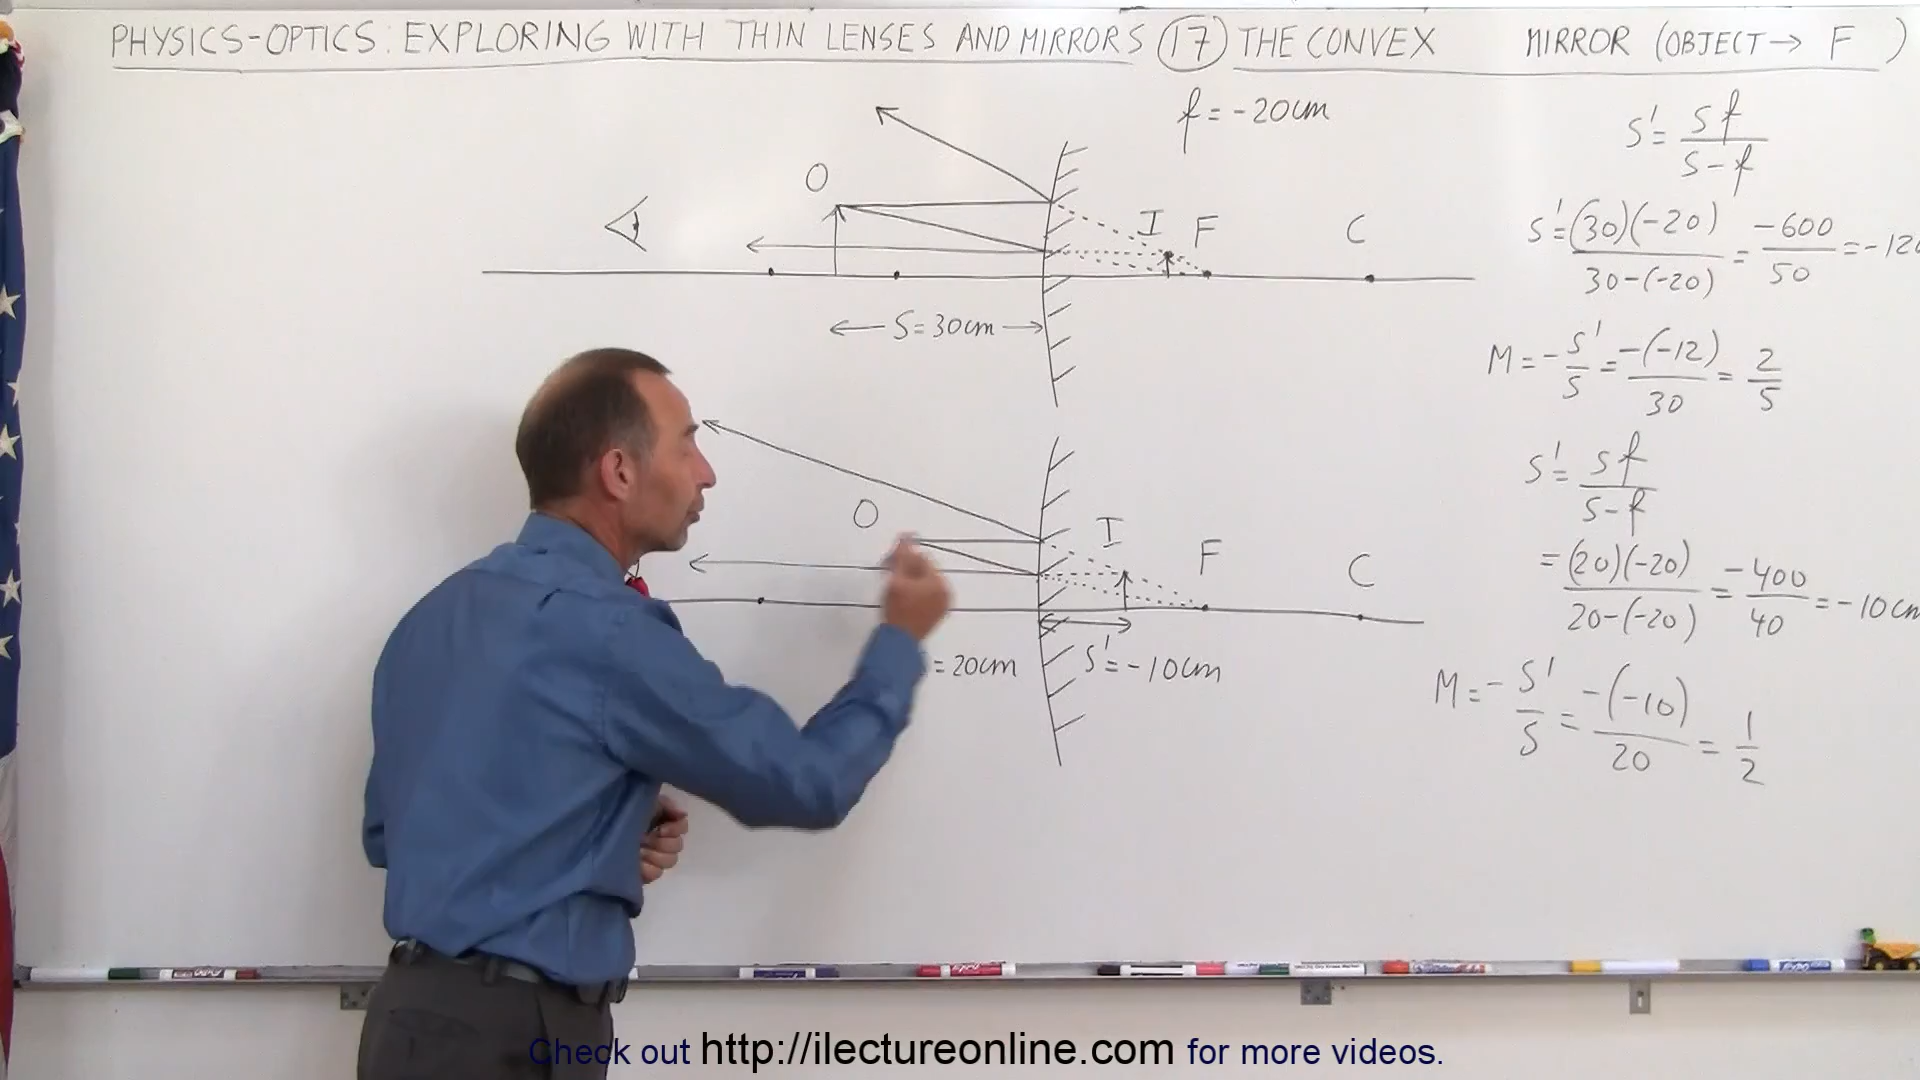 PHYSICS-OPTICS: EXPLORING WITH THIN LENSES AND MIRRORS 17 THE CONVEX MIRROR (OBJECT → F )
f = -20cm
S' = Sf / S-f
O
I F C
S' = (30)(-20) / 30-(-20) = -600 / 50 = -12c
S = 30cm
M = - S' / S = -(-12) / 30 = 2 / 5
S' = Sf / S-f
O
I F C
= (20)(-20) / 20-(-20) = -400 / 40 = -10cm
= 20cm
S' = -10cm
M = - S' / S = -(-10) / 20 = 1 / 2
Check out http://ilectureonline.com for more videos.